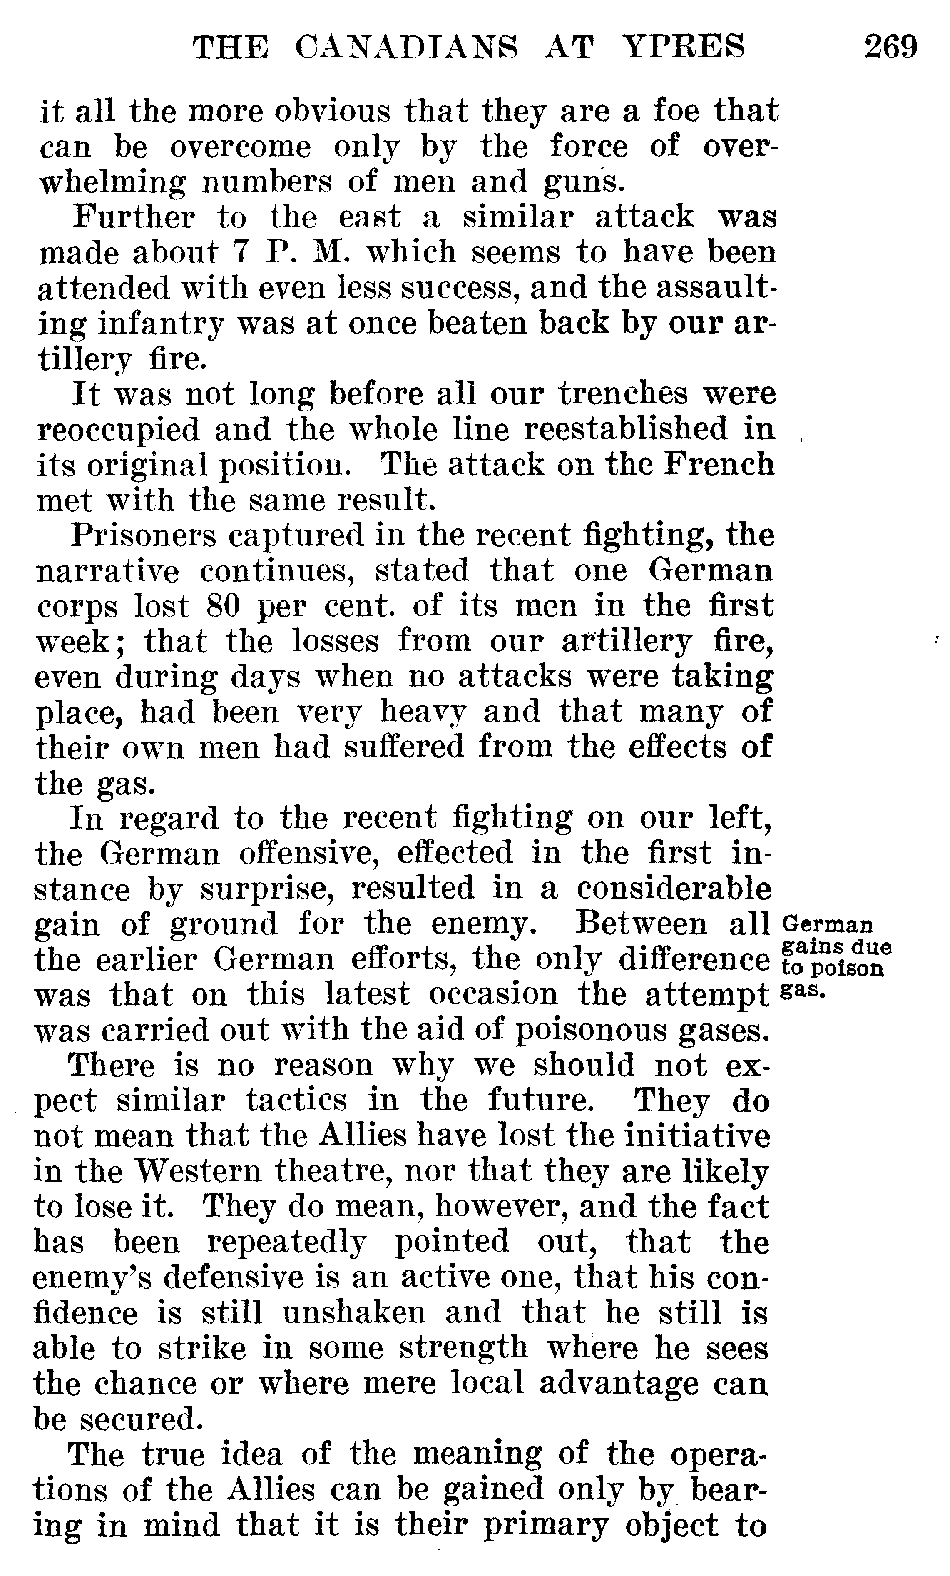 THE CANADIANS AT YPRES 269
it all the more obvious that they are a foe that
can be overcome only by the force of over-
whelming numbers of men and guns.
Further to the east a similar attack was
made about 7 P. M. which seems to have been
attended with even less success, and the assault-
ing infantry was at once beaten back by our ar-
tillery fire.
It was not long before all our trenches were
reoccupied and the whole line reestablished in
its original position. The attack on the French
met with the same result.
Prisoners captured in the recent fighting, the
narrative continues, stated that one German
corps lost 80 per cent. of its men in the first
week; that the losses from our artillery fire,
even during days when no attacks were taking
place, had been very heavy and that many of
their own men had suffered from the effects of
the gas.
In regard to the recent fighting on our left,
the German offensive, effected in the first in-
stance by surprise, resulted in a considerable
gain of ground for the enemy. Between all
the earlier German efforts, the only difference
was that on this latest occasion the attempt
was carried out with the aid of poisonous gases.
German
gains due
to poison
gas.
There is no reason why we should not ex-
pect similar tactics in the future. They do
not mean that the Allies have lost the initiative
in the Western theatre, nor that they are likely
to lose it. They do mean, however, and the fact
has been repeatedly pointed out, that the
enemy's defensive is an active one, that his con-
fidence is still unshaken and that he still is
able to strike in some strength where he sees
the chance or where mere local advantage can
be secured.
The true idea of the meaning of the opera-
tions of the Allies can be gained only by bear-
ing in mind that it is their primary object to